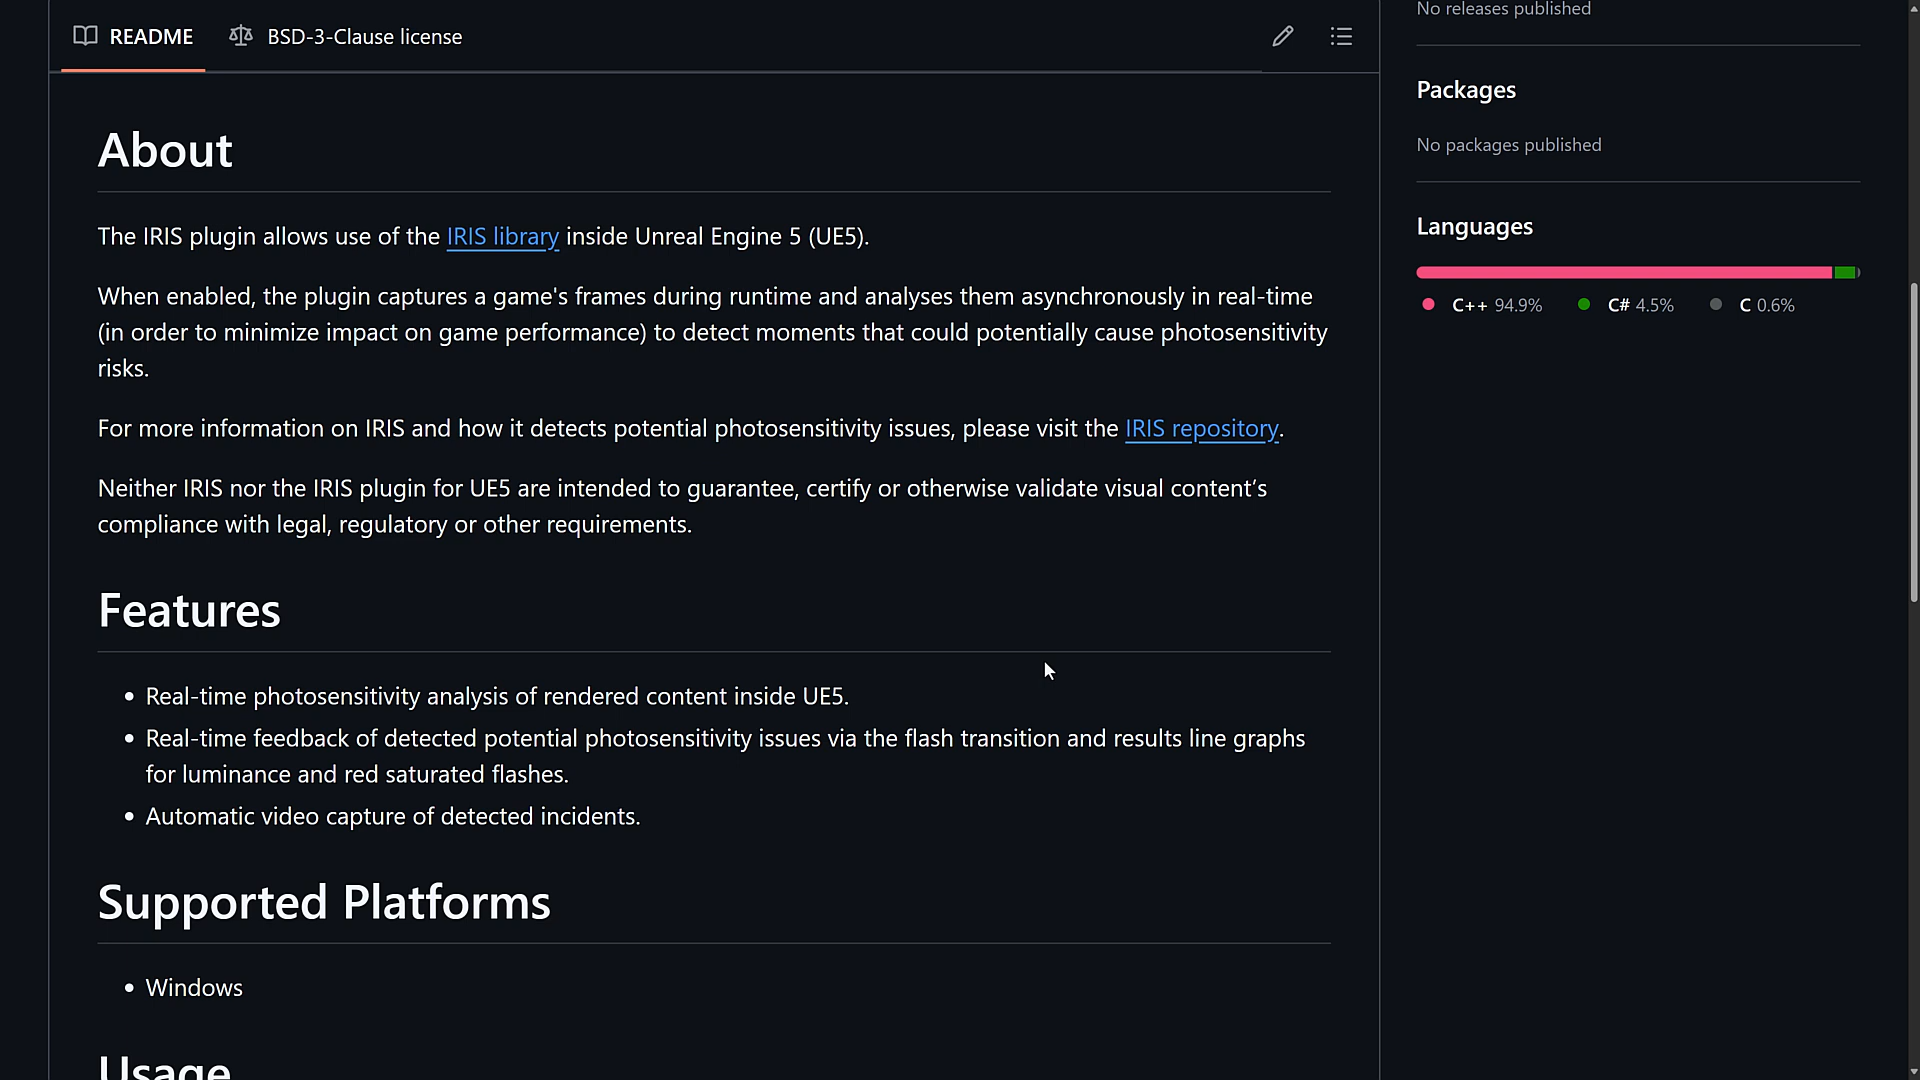 No releases published
README
BSD-3-Clause license
Packages
No packages published
Languages
C++ 94.9%
C# 4.5%
C 0.6%
About
The IRIS plugin allows use of the IRIS library inside Unreal Engine 5 (UE5).
When enabled, the plugin captures a game's frames during runtime and analyses them asynchronously in real-time
(in order to minimize impact on game performance) to detect moments that could potentially cause photosensitivity
risks.
For more information on IRIS and how it detects potential photosensitivity issues, please visit the IRIS repository.
Neither IRIS nor the IRIS plugin for UE5 are intended to guarantee, certify or otherwise validate visual content’s
compliance with legal, regulatory or other requirements.
Features
• Real-time photosensitivity analysis of rendered content inside UE5.
• Real-time feedback of detected potential photosensitivity issues via the flash transition and results line graphs
for luminance and red saturated flashes.
• Automatic video capture of detected incidents.
Supported Platforms
• Windows
Usage